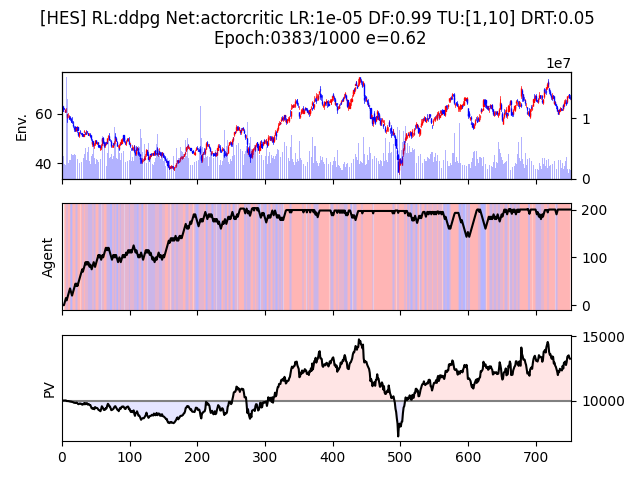 [HES] RL:ddpg Net:actorcritic LR:1e-05 DF:0.99 TU:[1,10] DRT:0.05
Epoch:0383/1000 e=0.62
1e7
Env.
60
40
1
0
Agent
200
100
0
PV
15000
10000
0 100 200 300 400 500 600 700